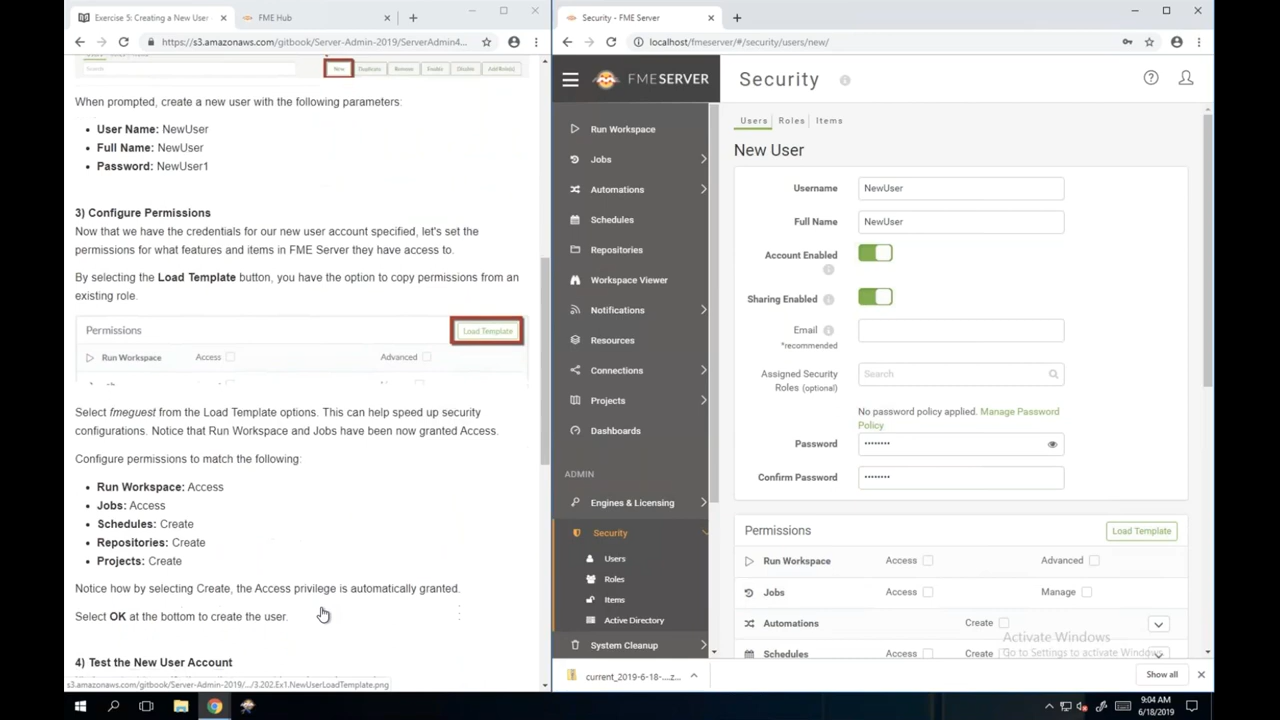 Exercise 5: Creating a New User
FME Hub
https://s3.amazonaws.com/gitbook/Server-Admin-2019/ServerAdmin4...
Search
New
Duplicate
Remove
Enable
Disable
Add Role(s)
When prompted, create a new user with the following parameters:
User Name: NewUser
Full Name: NewUser
Password: NewUser1
3) Configure Permissions
Now that we have the credentials for our new user account specified, let's set the
permissions for what features and items in FME Server they have access to.
By selecting the Load Template button, you have the option to copy permissions from an
existing role.
Permissions
Load Template
Run Workspace
Access
Advanced
Select fmeguest from the Load Template options. This can help speed up security
configurations. Notice that Run Workspace and Jobs have been now granted Access.
Configure permissions to match the following:
Run Workspace: Access
Jobs: Access
Schedules: Create
Repositories: Create
Projects: Create
Notice how by selecting Create, the Access privilege is automatically granted.
Select OK at the bottom to create the user.
4) Test the New User Account
s3.amazonaws.com/gitbook/Server-Admin-2019/.../3.202.Ex1.NewUserLoadTemplate.png
Security - FME Server
localhost/fmeserver/#/security/users/new/
FMESERVER
Security
Run Workspace
Jobs
Automations
Schedules
Repositories
Workspace Viewer
Notifications
Resources
Connections
Projects
Dashboards
ADMIN
Engines & Licensing
Security
Users
Roles
Items
Active Directory
System Cleanup
Users
Roles
Items
New User
Username
NewUser
Full Name
NewUser
Account Enabled
Sharing Enabled
Email
*recommended
Assigned Security
Roles (optional)
Search
No password policy applied. Manage Password
Policy
Password
••••••••
Confirm Password
••••••••
Permissions
Load Template
Run Workspace
Access
Advanced
Jobs
Access
Manage
Automations
Create
Schedules
Access
Create
Activate Windows
Go to Settings to activate Windows.
current_2019-6-18-....z...
Show all
9:04 AM
6/18/2019